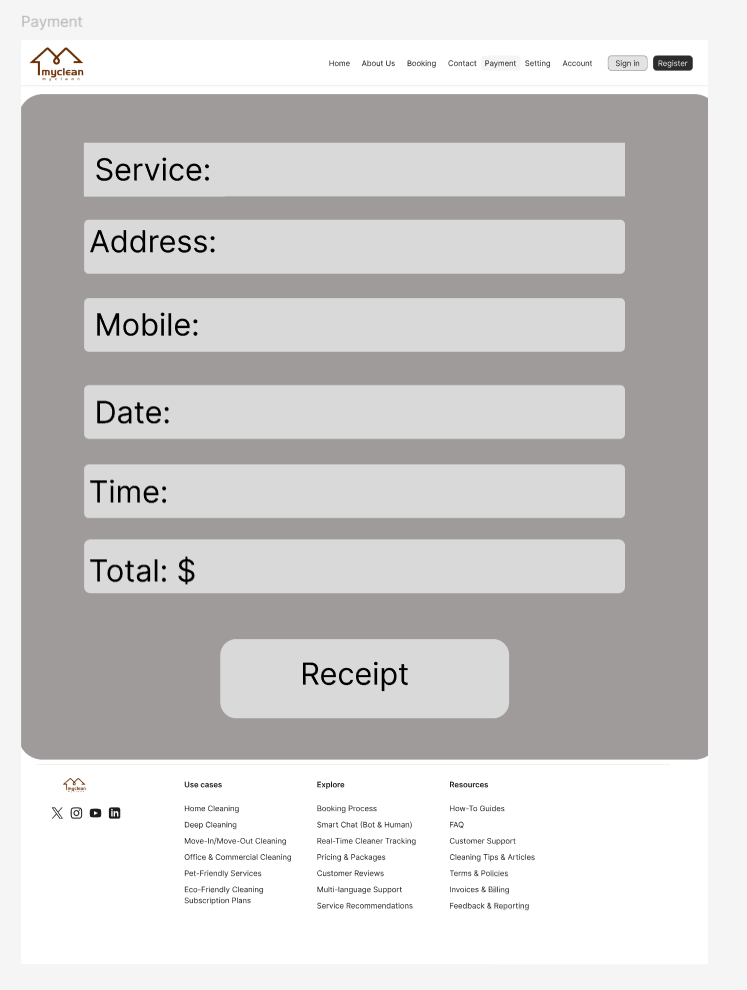 Payment
myclean
myclean
Home About Us Booking Contact Payment Setting Account Sign in Register
Service:
Address:
Mobile:
Date:
Time:
Total: $
Receipt
myclean
Use cases
Home Cleaning
Deep Cleaning
Move-In/Move-Out Cleaning
Office & Commercial Cleaning
Pet-Friendly Services
Eco-Friendly Cleaning
Subscription Plans
Explore
Booking Process
Smart Chat (Bot & Human)
Real-Time Cleaner Tracking
Pricing & Packages
Customer Reviews
Multi-language Support
Service Recommendations
Resources
How-To Guides
FAQ
Customer Support
Cleaning Tips & Articles
Terms & Policies
Invoices & Billing
Feedback & Reporting